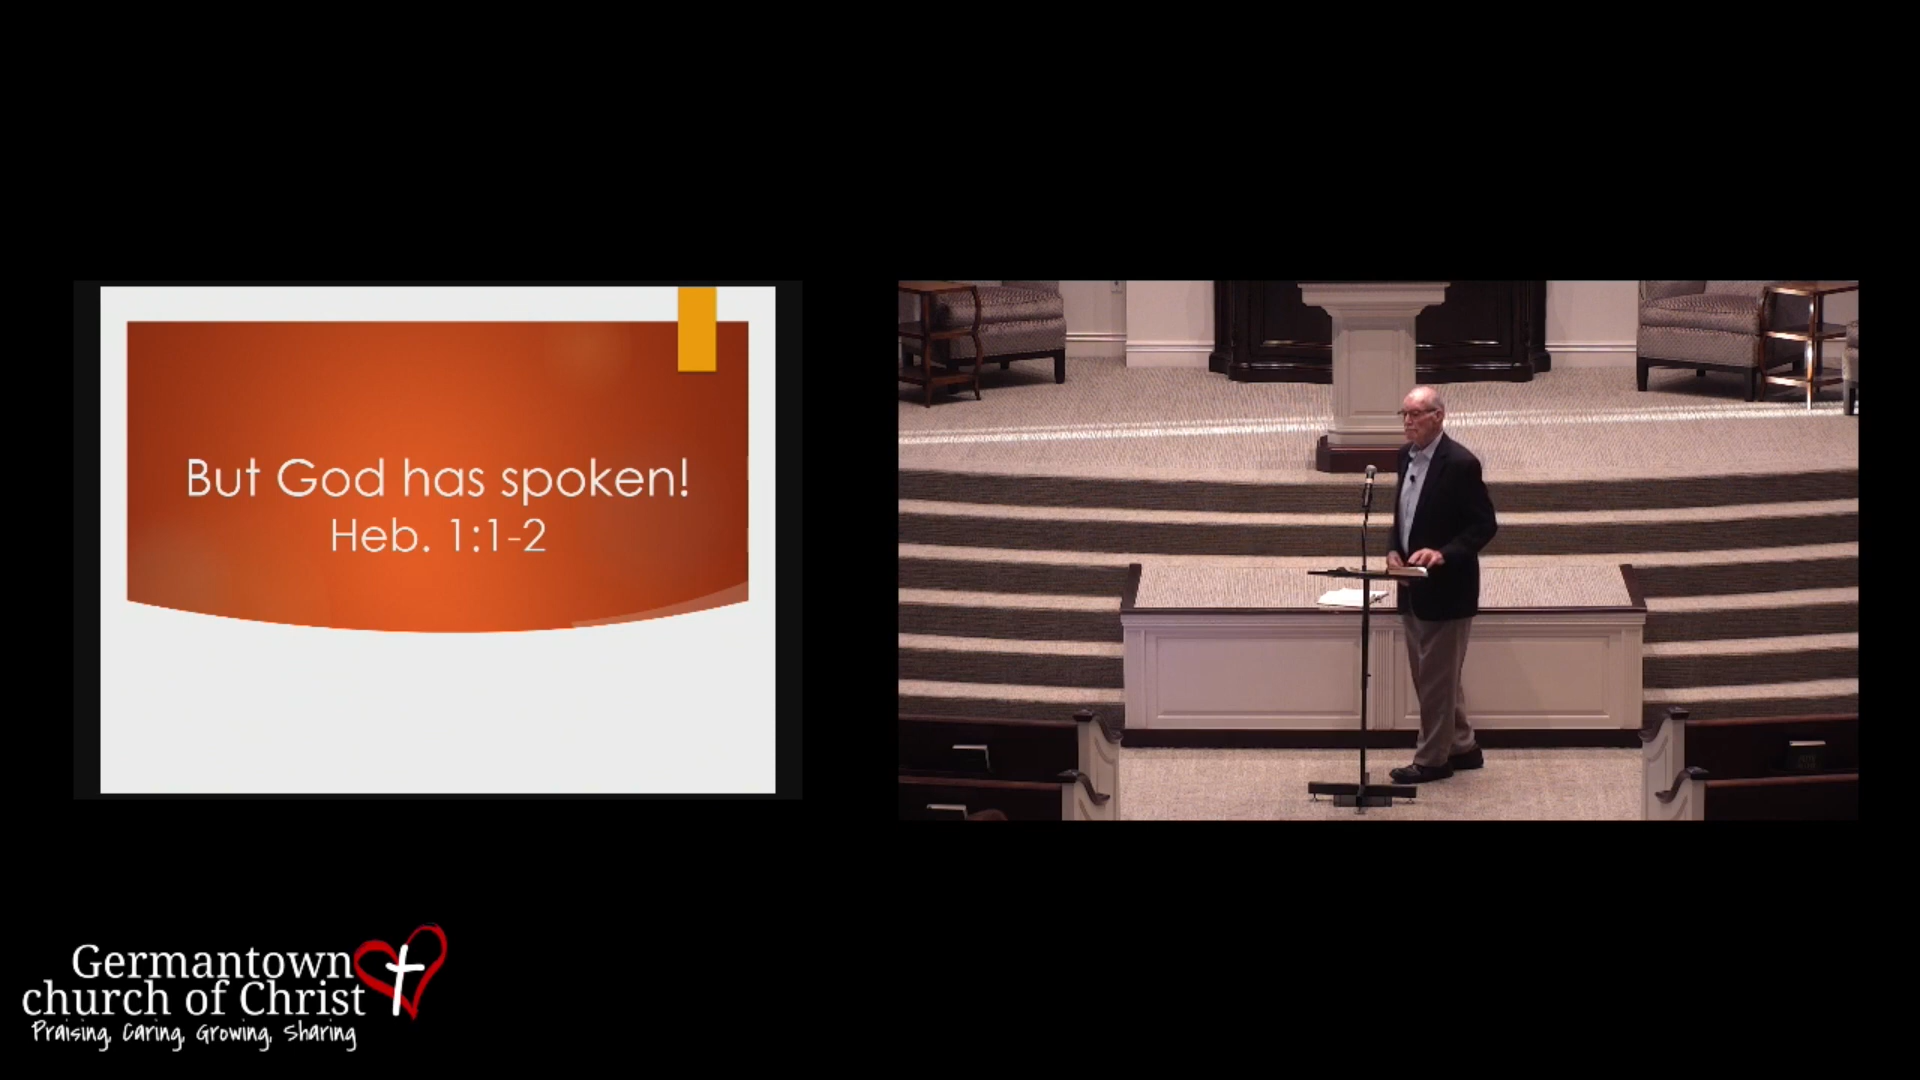 But God has spoken!
Heb. 1:1-2
Germantown
church of Christ
Praising, Caring, Growing, Sharing